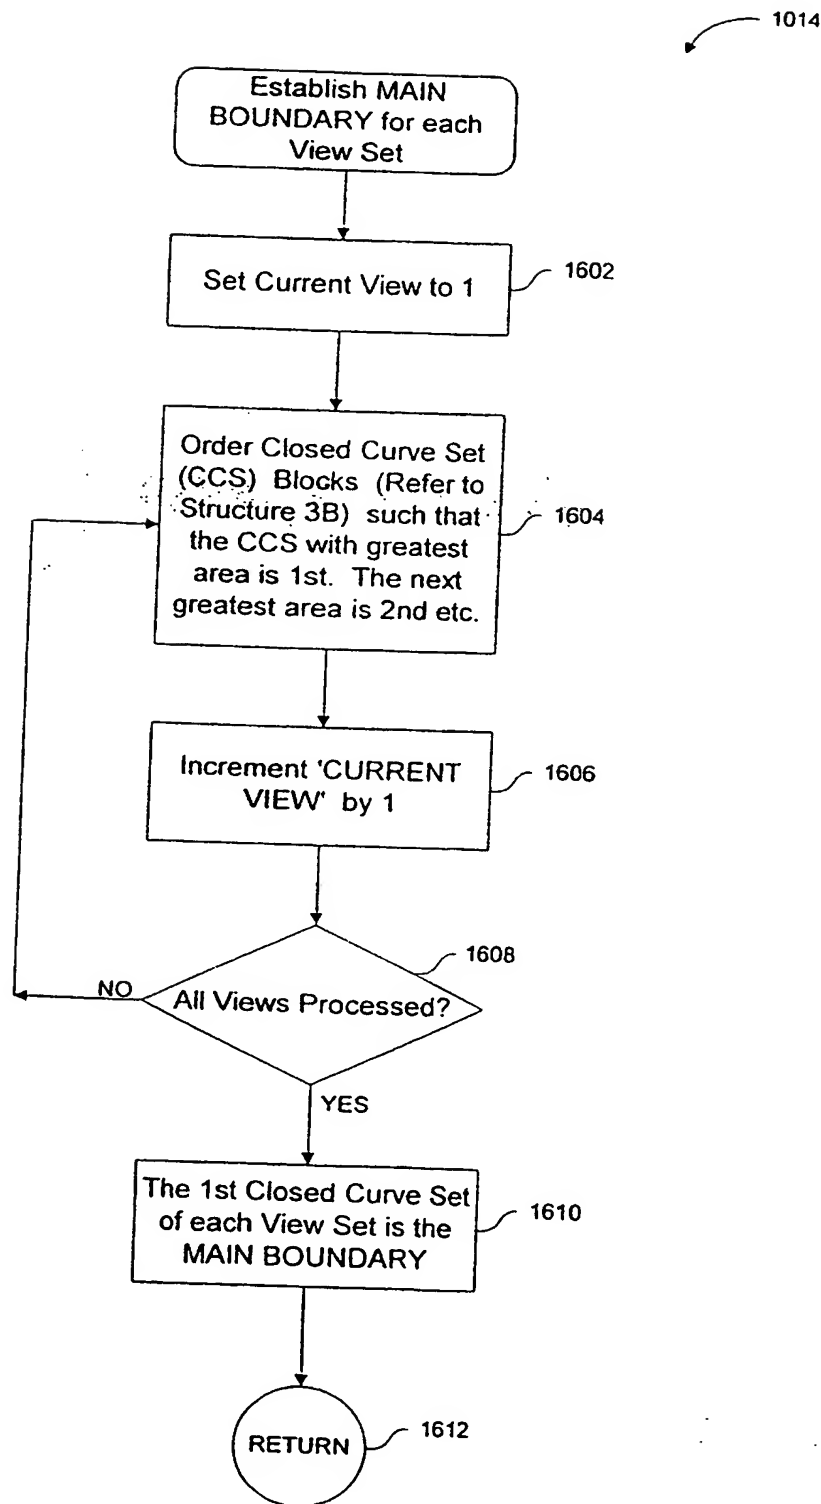 1014
Establish MAIN
BOUNDARY for each
View Set
Set Current View to 1
1602
Order Closed Curve Set
(CCS) Blocks (Refer to
Structure 3B) such that
the CCS with greatest
area is 1st. The next
greatest area is 2nd etc.
1604
Increment 'CURRENT
VIEW' by 1
1606
1608
All Views Processed?
NO
YES
The 1st Closed Curve Set
of each View Set is the
MAIN BOUNDARY
1610
RETURN
1612